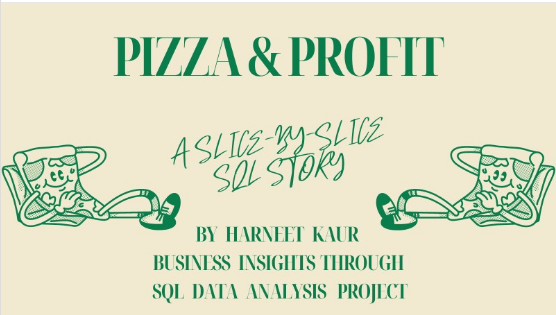 PIZZA & PROFIT
A SLICE-BY-SLICE
SQL STORY
BY HARNEET KAUR
BUSINESS INSIGHTS THROUGH
SQL DATA ANALYSIS PROJECT